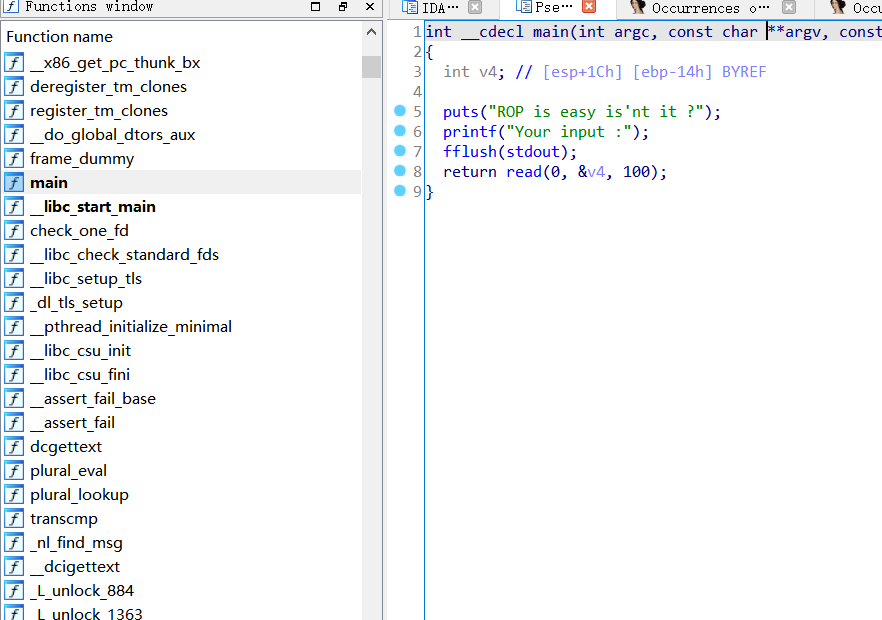 Functions window
Function name
__x86_get_pc_thunk_bx
deregister_tm_clones
register_tm_clones
__do_global_dtors_aux
frame_dummy
main
__libc_start_main
check_one_fd
__libc_check_standard_fds
__libc_setup_tls
_dl_tls_setup
__pthread_initialize_minimal
__libc_csu_init
__libc_csu_fini
__assert_fail_base
__assert_fail
dcgettext
plural_eval
plural_lookup
transcmp
_nl_find_msg
__dcigettext
_L_unlock_884
_L_unlock_1363
IDA⋯ Pse⋯ Occurrences o⋯ Occu
1 int __cdecl main(int argc, const char **argv, const
2 {
3   int v4; // [esp+1Ch] [ebp-14h] BYREF
4
5   puts("ROP is easy is'nt it ?");
6   printf("Your input :");
7   fflush(stdout);
8   return read(0, &v4, 100);
9 }